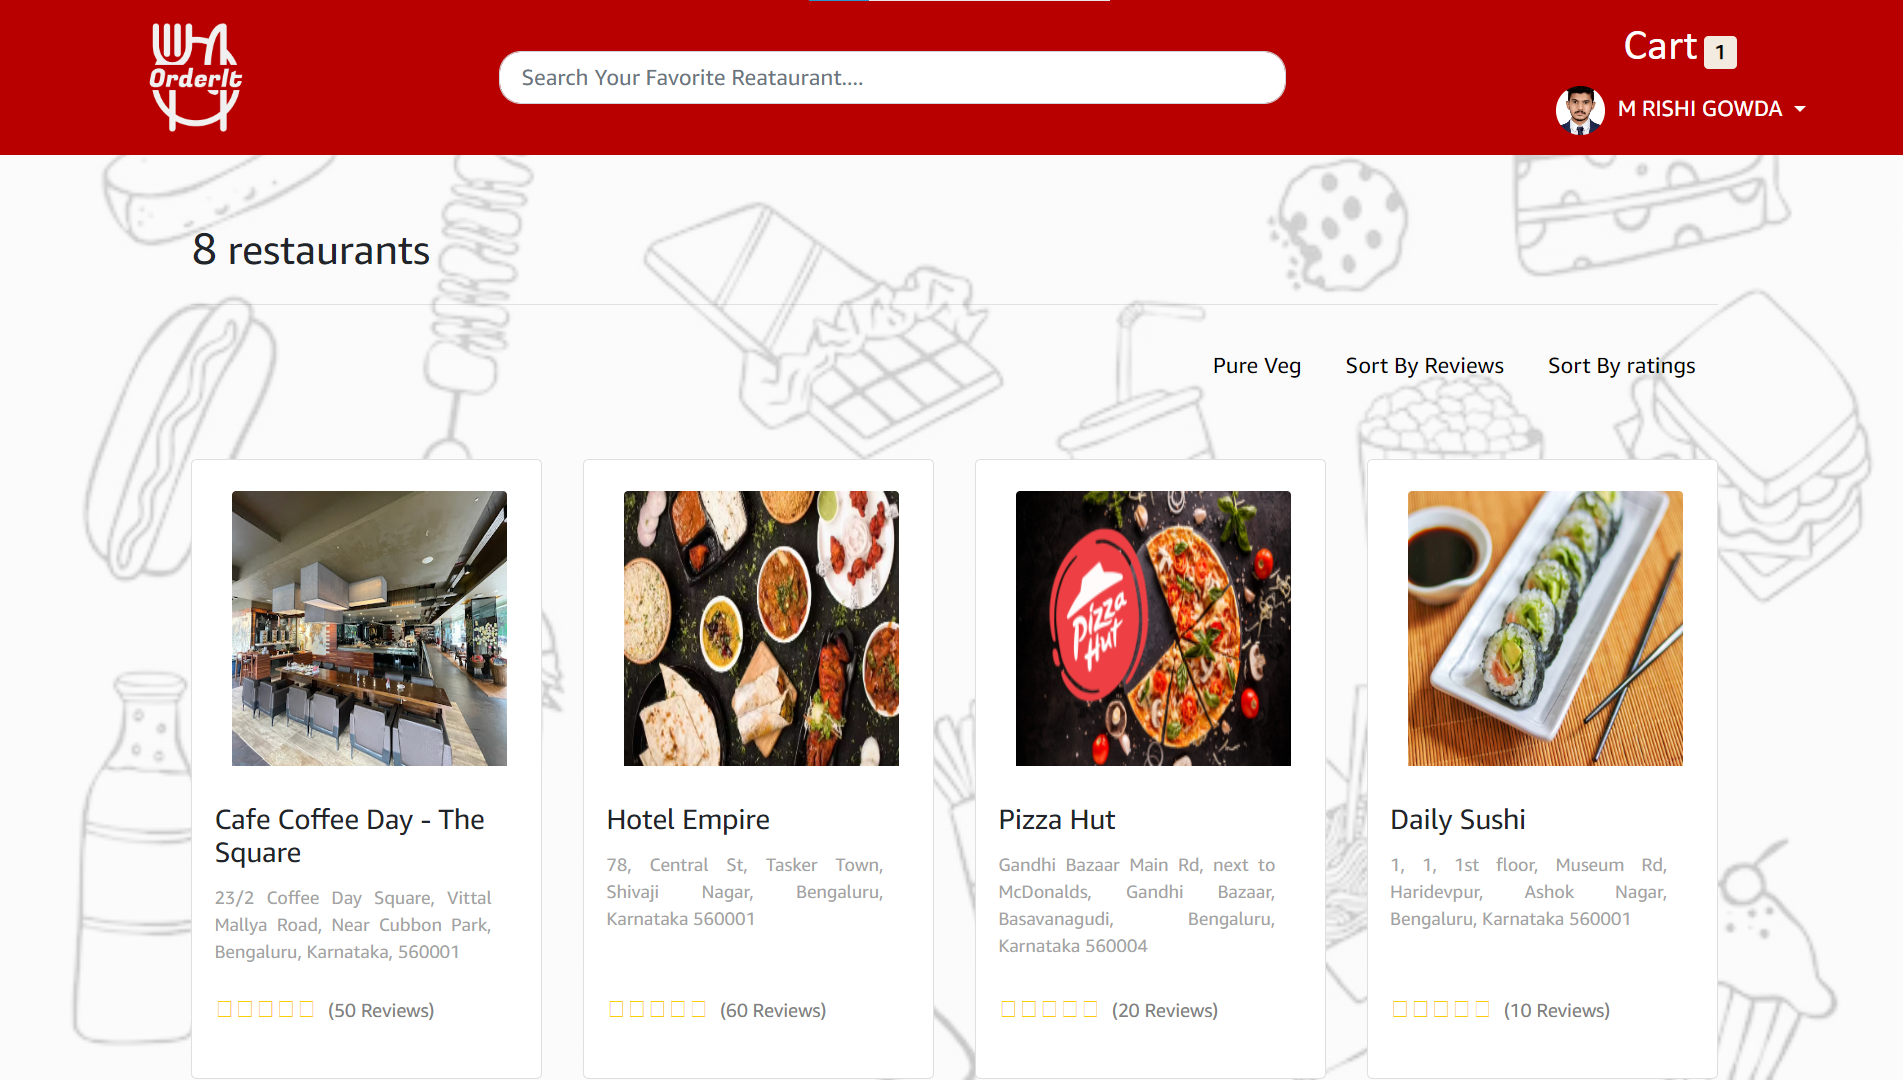 OrderIt
Search Your Favorite Reataurant....
Cart 1
M RISHI GOWDA
8 restaurants
Pure Veg
Sort By Reviews
Sort By ratings
Cafe Coffee Day - The
Square
23/2 Coffee Day Square, Vittal
Mallya Road, Near Cubbon Park,
Bengaluru, Karnataka, 560001
(50 Reviews)
Hotel Empire
78, Central St, Tasker Town,
Shivaji Nagar, Bengaluru,
Karnataka 560001
(60 Reviews)
Pizza
Hut
Pizza Hut
Gandhi Bazaar Main Rd, next to
McDonalds, Gandhi Bazaar,
Basavanagudi, Bengaluru,
Karnataka 560004
(20 Reviews)
Daily Sushi
1, 1, 1st floor, Museum Rd,
Haridevpur, Ashok Nagar,
Bengaluru, Karnataka 560001
(10 Reviews)